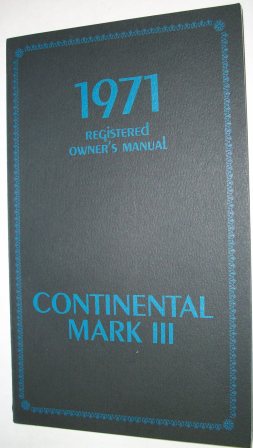 1971
REGISTERED
OWNER'S MANUAL
CONTINENTAL
MARK III